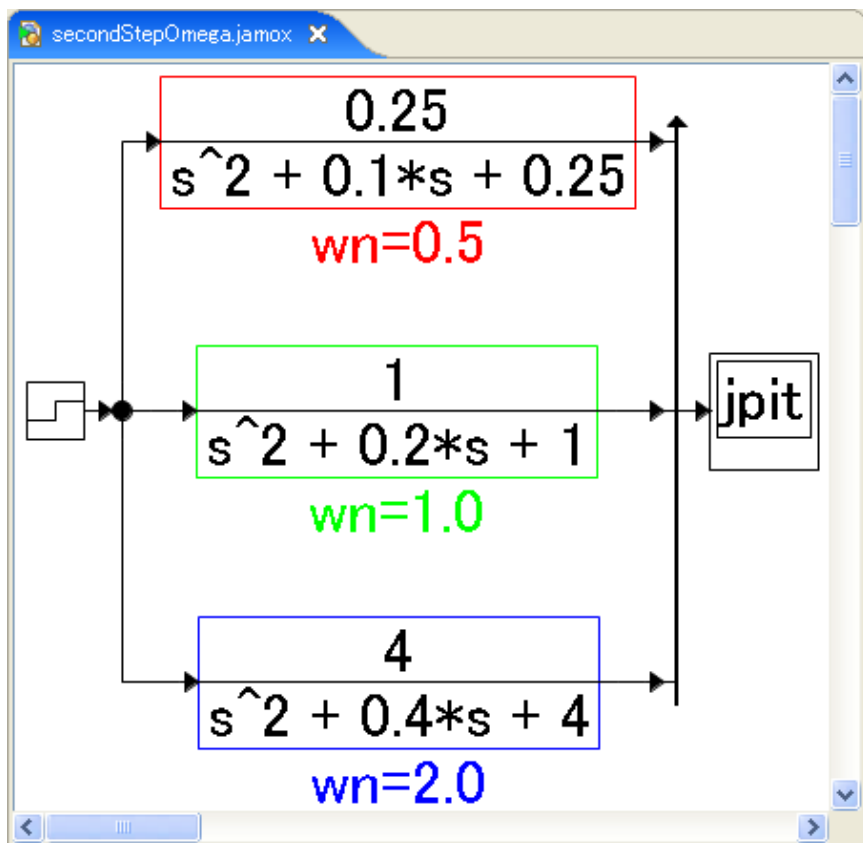 secondStepOmega.jamox
0.25
s^2 + 0.1*s + 0.25
wn=0.5
1
s^2 + 0.2*s + 1
wn=1.0
jpit
4
s^2 + 0.4*s + 4
wn=2.0